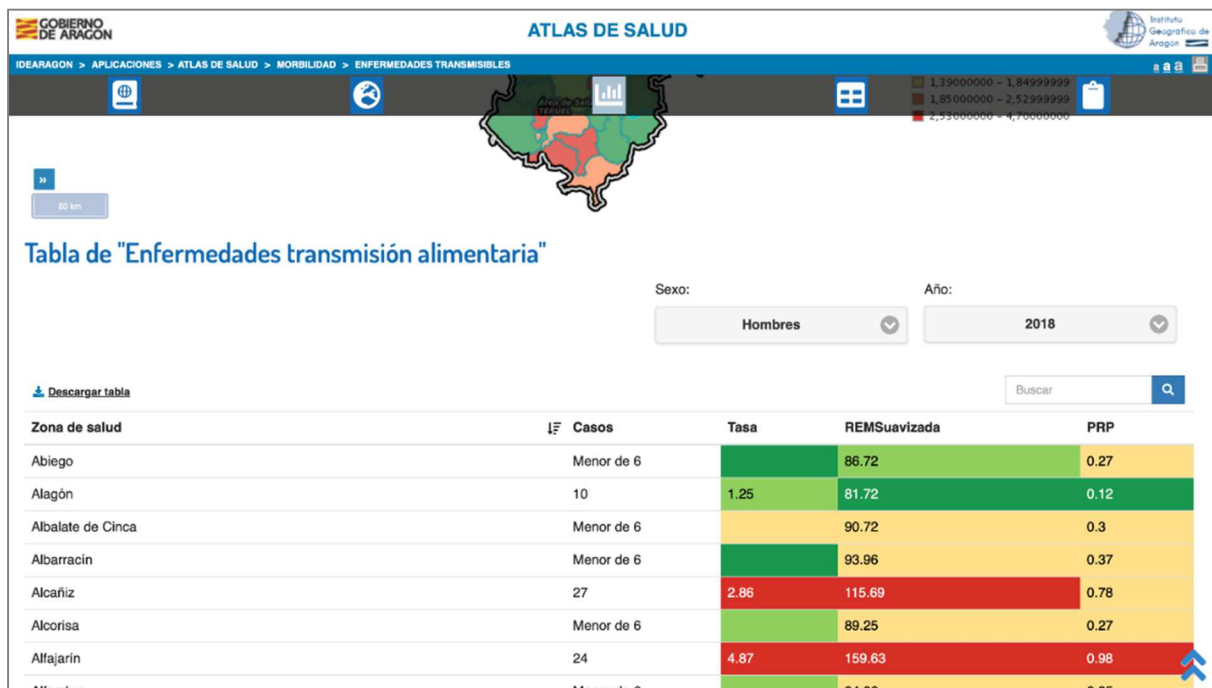 GOBIERNO
DE ARAGON
ATLAS DE SALUD
Instituto
Geográfico de
Aragón
IDEARAGON > APLICACIONES > ATLAS DE SALUD > MORBILIDAD > ENFERMEDADES TRANSMISIBLES
a a a
1,39000000 - 1,84999999
1,85000000 - 2,52999999
2,53000000 - 4,70000000
TERUEL
»
60 km
Tabla de "Enfermedades transmisión alimentaria"
Sexo: Año:
Hombres 2018
Descargar tabla Buscar
Zona de salud Casos Tasa REMSuavizada PRP
Abiego Menor de 6 86.72 0.27
Alagón 10 1.25 81.72 0.12
Albalate de Cinca Menor de 6 90.72 0.3
Albarracín Menor de 6 93.96 0.37
Alcañiz 27 2.86 115.69 0.78
Alcorisa Menor de 6 89.25 0.27
Alfajarín 24 4.87 159.63 0.98